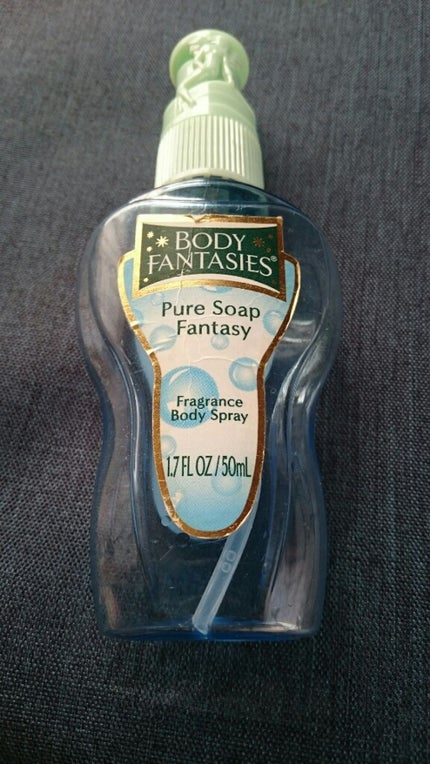 BODY
FANTASIES®
Pure Soap
Fantasy
Fragrance
Body Spray
1.7 FL OZ / 50mL